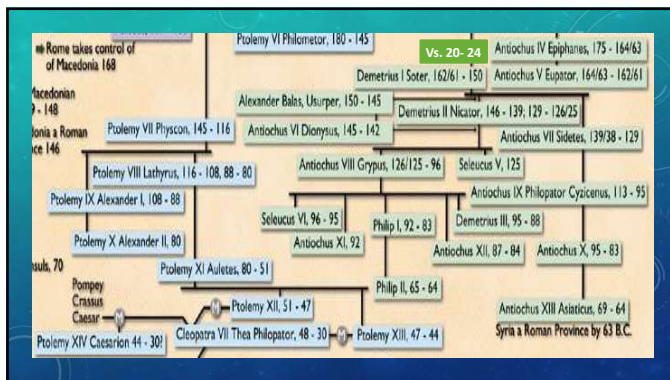 Ptolemy VI Philometor, 180 - 145
Rome takes control of
of Macedonia 168
Vs. 20- 24
Antiochus IV Epiphanes, 175 - 164/63
Demetrius I Soter, 162/61 - 150
Antiochus V Eupator, 164/63 - 162/61
Macedonian
9 - 148
Alexander Balas, Usurper, 150 - 145
Demetrius II Nicator, 146 - 139; 129 - 126/25
donia a Roman
ce 146
Ptolemy VII Physcon, 145 - 116
Antiochus VI Dionysus, 145 - 142
Antiochus VII Sidetes, 139/38 - 129
Ptolemy VIII Lathyrus, 116 - 108, 88 - 80
Antiochus VIII Grypus, 126/125 - 96
Seleucus V, 125
Ptolemy IX Alexander I, 108 - 88
Antiochus IX Philopator Cyzicenus, 113 - 95
Seleucus VI, 96 - 95
Philip I, 92 - 83
Demetrius III, 95 - 88
Ptolemy X Alexander II, 80
Antiochus XI, 92
Antiochus XII, 87 - 84
Antiochus X, 95 - 83
nsuls, 70
Ptolemy XI Auletes, 80 - 51
Pompey
Crassus
Caesar
M
Philip II, 65 - 64
M
Ptolemy XII, 51 - 47
Antiochus XIII Asiaticus, 69 - 64
Syria a Roman Province by 63 B.C.
Ptolemy XIV Caesarion 44 - 30?
Cleopatra VII Thea Philopator, 48 - 30
M
Ptolemy XIII, 47 - 44